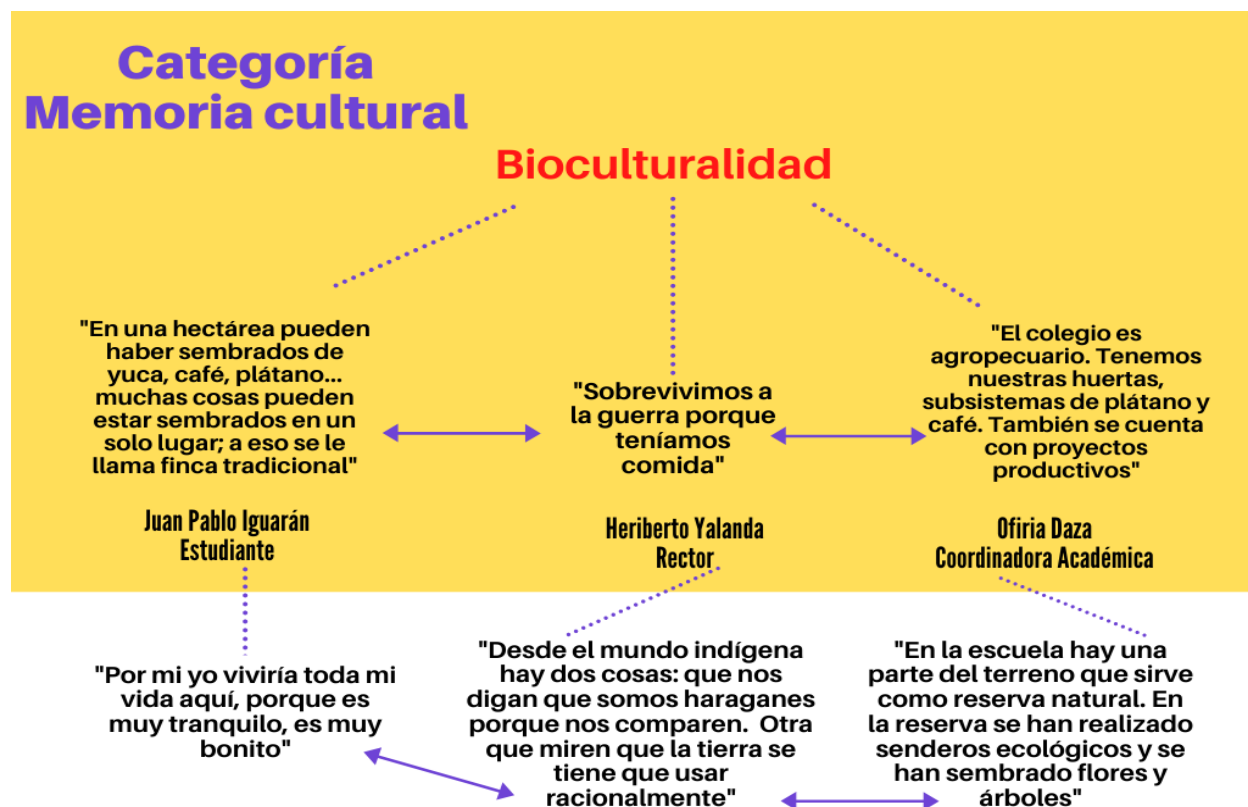 Categoría
Memoria cultural
Bioculturalidad
"En una hectárea pueden
haber sembrados de
yuca, café, plátano...
muchas cosas pueden
estar sembrados en un
solo lugar; a eso se le
llama finca tradicional"
Juan Pablo Iguarán
Estudiante
"Sobrevivimos a
la guerra porque
teníamos
comida"
Heriberto Yalanda
Rector
"El colegio es
agropecuario. Tenemos
nuestras huertas,
subsistemas de plátano y
café. También se cuenta
con proyectos
productivos"
Ofiria Daza
Coordinadora Académica
"Por mi yo viviría toda mi
vida aquí, porque es
muy tranquilo, es muy
bonito"
"Desde el mundo indígena
hay dos cosas: que nos
digan que somos haraganes
porque nos comparen. Otra
que miren que la tierra se
tiene que usar
racionalmente"
"En la escuela hay una
parte del terreno que sirve
como reserva natural. En
la reserva se han realizado
senderos ecológicos y se
han sembrado flores y
árboles"